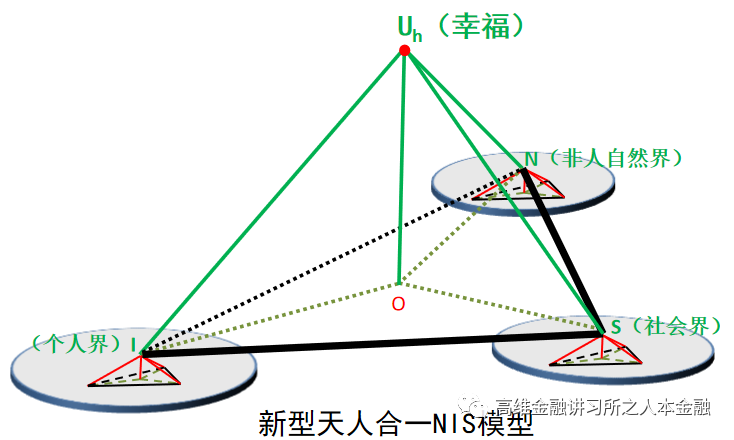 Uh（幸福）
N（非人自然界）
O
S（社会界）
（个人界）I
高维金融讲习所之人本金融
新型天人合一NIS模型